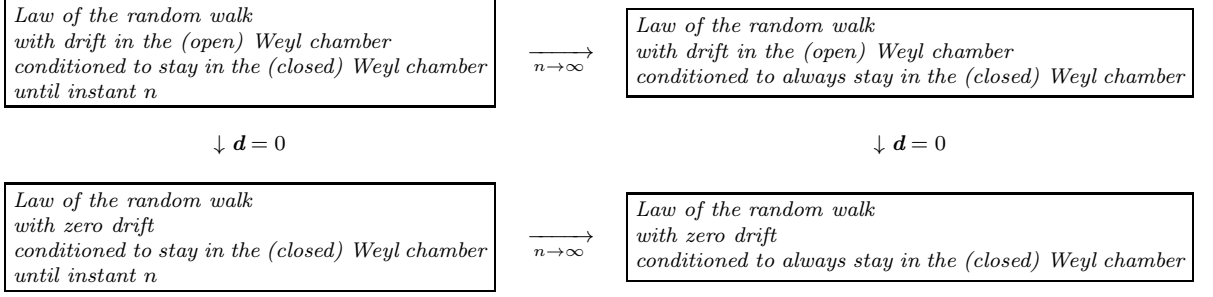 Law of the random walk
with drift in the (open) Weyl chamber
conditioned to stay in the (closed) Weyl chamber
until instant n
⟶
n→∞
Law of the random walk
with drift in the (open) Weyl chamber
conditioned to always stay in the (closed) Weyl chamber
↓ d = 0
↓ d = 0
Law of the random walk
with zero drift
conditioned to stay in the (closed) Weyl chamber
until instant n
⟶
n→∞
Law of the random walk
with zero drift
conditioned to always stay in the (closed) Weyl chamber